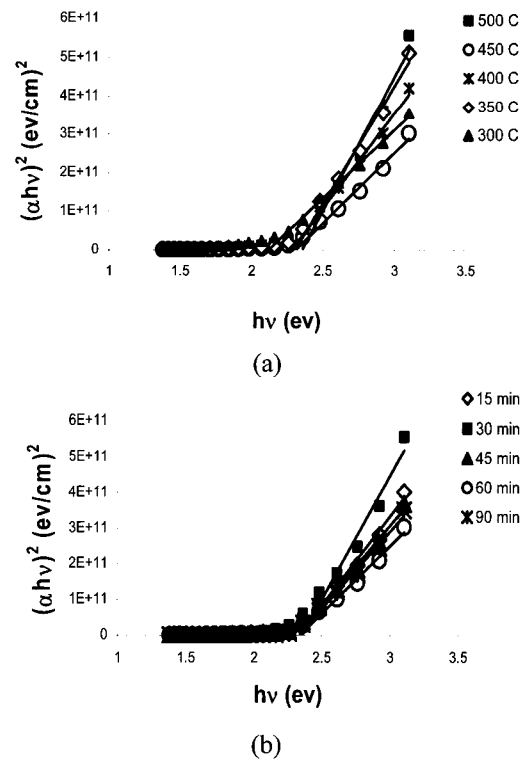 6E+11
5E+11
4E+11
3E+11
2E+11
1E+11
0
(αhν)² (ev/cm)²
1 1.5 2 2.5 3 3.5
hν (ev)
500 C
450 C
400 C
350 C
300 C
(a)
6E+11
5E+11
4E+11
3E+11
2E+11
1E+11
0
(αhν)² (ev/cm)²
1 1.5 2 2.5 3 3.5
hν (ev)
15 min
30 min
45 min
60 min
90 min
(b)